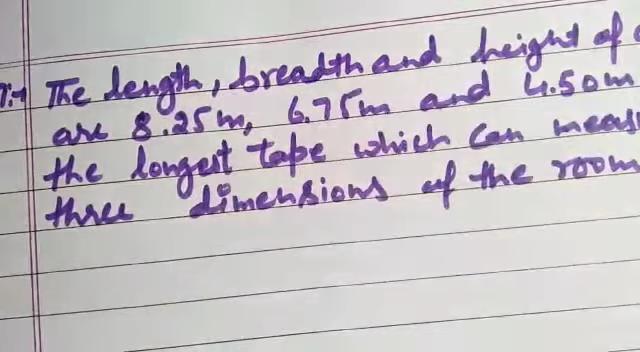 The length, breadth and height of
are 8.25m, 6.75m and 4.50m
the longest tape which can
three dimensions of the room